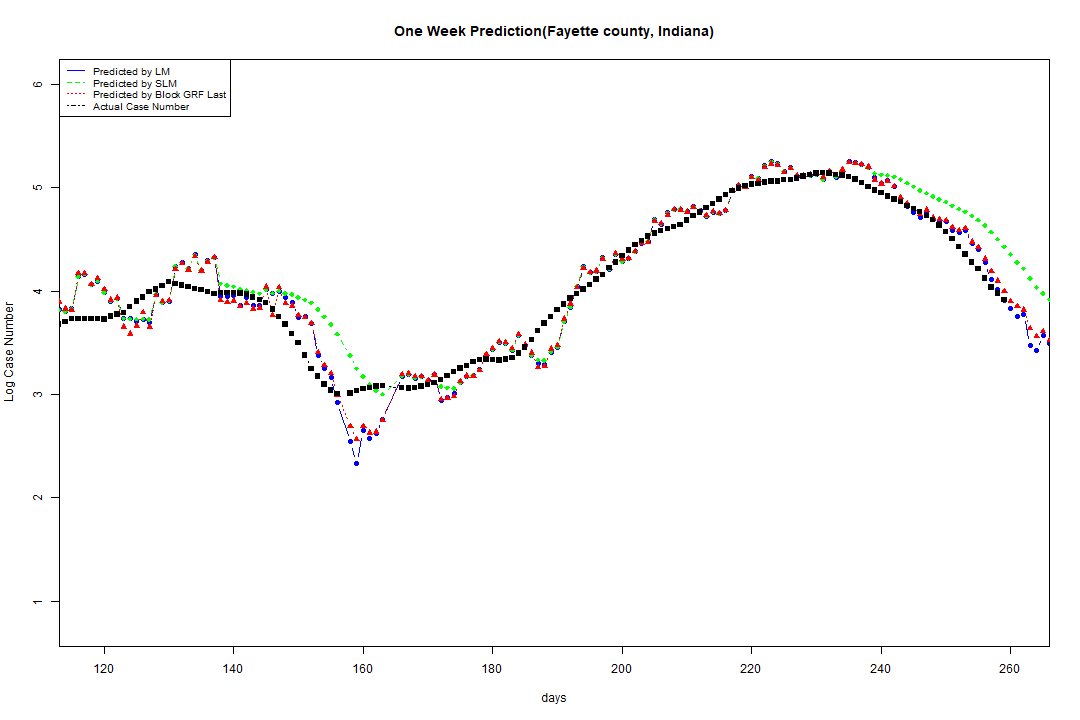 One Week Prediction(Fayette county, Indiana)
Predicted by LM
Predicted by SLM
Predicted by Block GRF Last
Actual Case Number
6
5
4
3
2
1
Log Case Number
120 140 160 180 200 220 240 260
days